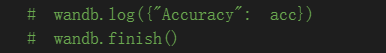 # wandb.log({"Accuracy": acc})
# wandb.finish()